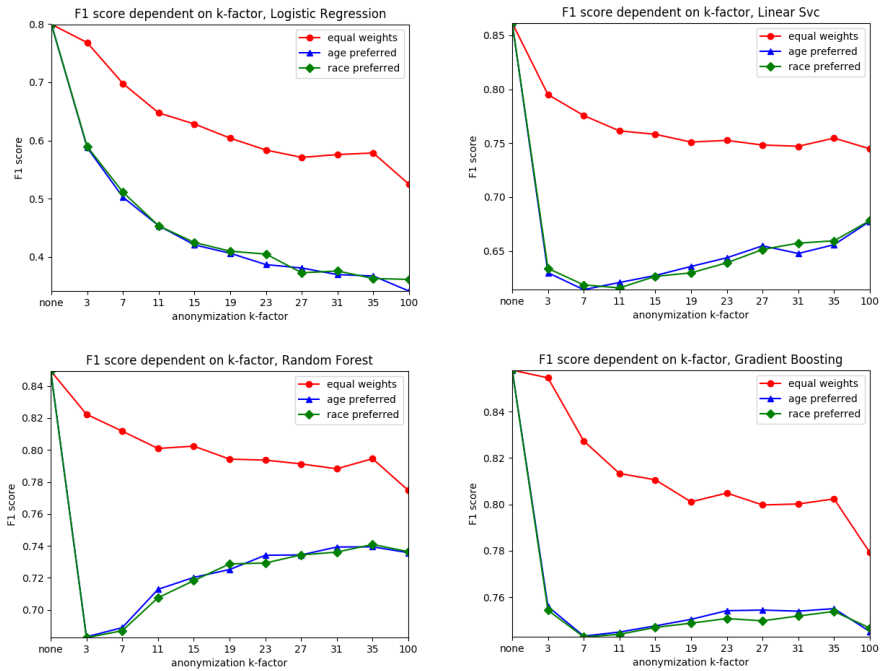 F1 score dependent on k-factor, Logistic Regression
0.8
0.7
0.6
0.5
0.4
F1 score
equal weights
age preferred
race preferred
none 3 7 11 15 19 23 27 31 35 100
anonymization k-factor
F1 score dependent on k-factor, Linear Svc
0.85
0.80
0.75
0.70
0.65
F1 score
equal weights
age preferred
race preferred
none 3 7 11 15 19 23 27 31 35 100
anonymization k-factor
F1 score dependent on k-factor, Random Forest
0.84
0.82
0.80
0.78
0.76
0.74
0.72
0.70
F1 score
equal weights
age preferred
race preferred
none 3 7 11 15 19 23 27 31 35 100
anonymization k-factor
F1 score dependent on k-factor, Gradient Boosting
0.84
0.82
0.80
0.78
0.76
F1 score
equal weights
age preferred
race preferred
none 3 7 11 15 19 23 27 31 35 100
anonymization k-factor